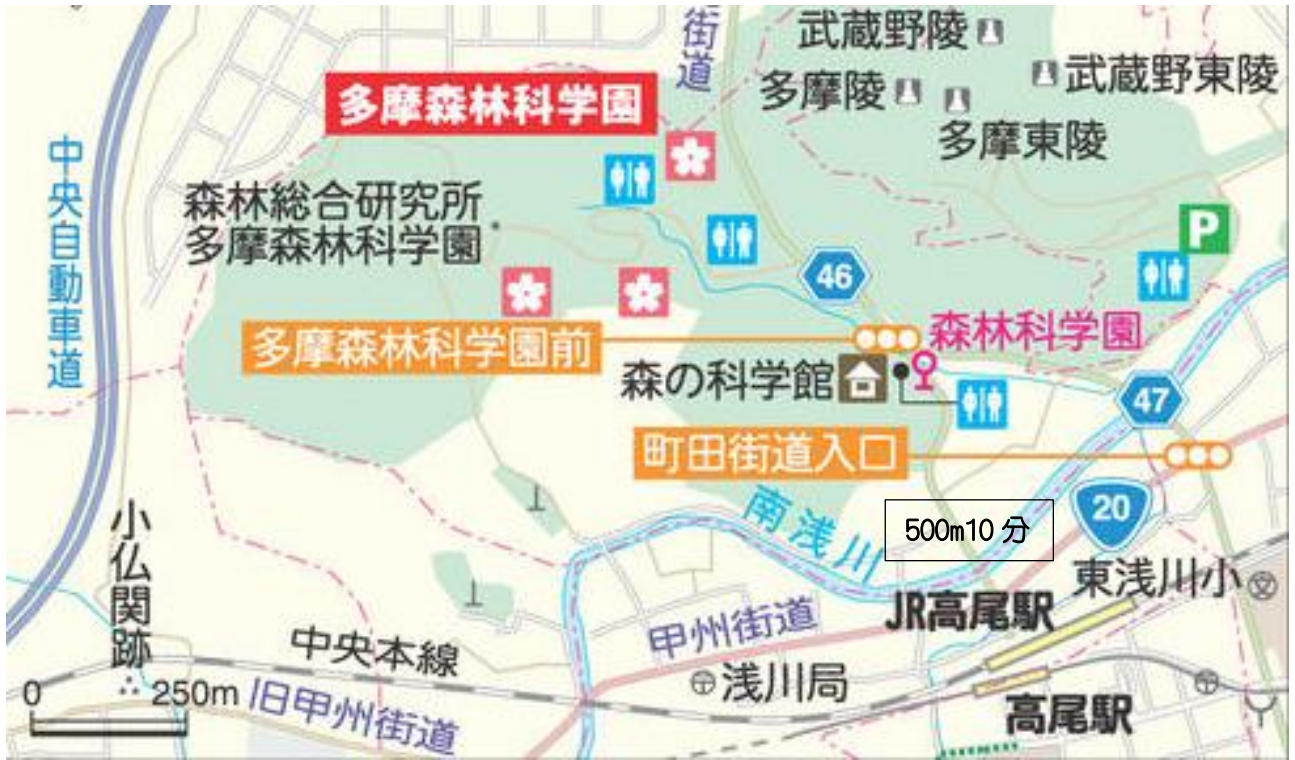 街道
武蔵野陵
武蔵野東陵
多摩陵
多摩東陵
多摩森林科学園
中央自動車道
森林総合研究所
多摩森林科学園
P
46
森林科学園
多摩森林科学園前
森の科学館
47
町田街道入口
20
南浅川
500m10分
小仏関跡
東浅川小
JR高尾駅
甲州街道
中央本線
浅川局
高尾駅
0 250m
旧甲州街道